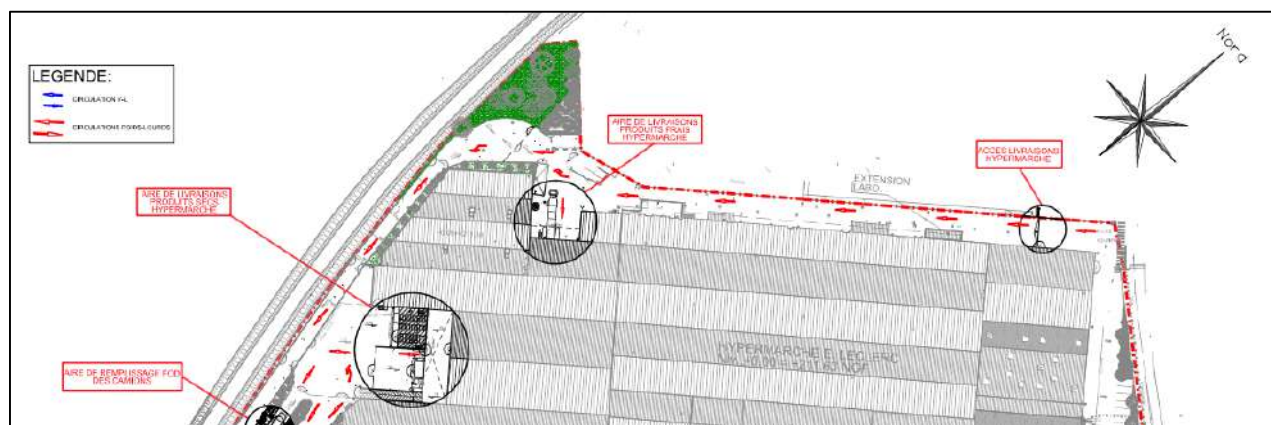 LEGENDE:
CIRCULATION V-L
CIRCULATIONS POIDS-LOURDS
Nord
AIRE DE LIVRAISONS
PRODUITS FRAIS
HYPERMARCHE
ACCES LIVRAISONS
HYPERMARCHE
EXTENSION
LABO
AIRE DE LIVRAISONS
PRODUITS SECS
HYPERMARCHE
HYPERMARCHE E. LECLERC
AIRE DE REMPLISSAGE FOD
DES CAMIONS